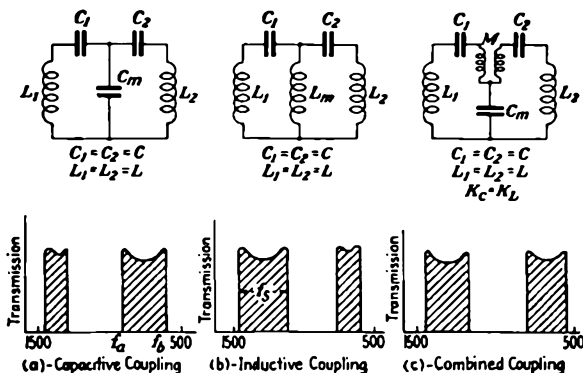 C1 C2
L1 Cm L2
C1 = C2 = C
L1 = L2 = L
C1 C2
L1 Lm L2
C1 = C2 = C
L1 = L2 = L
C1 M C2
L1 Cm L2
C1 = C2 = C
L1 = L2 = L
KC = KL
Transmission
1500 fa fb 500
(a)-Capacitive Coupling
Transmission
1500 fs 500
(b)-Inductive Coupling
Transmission
1500 500
(c)-Combined Coupling